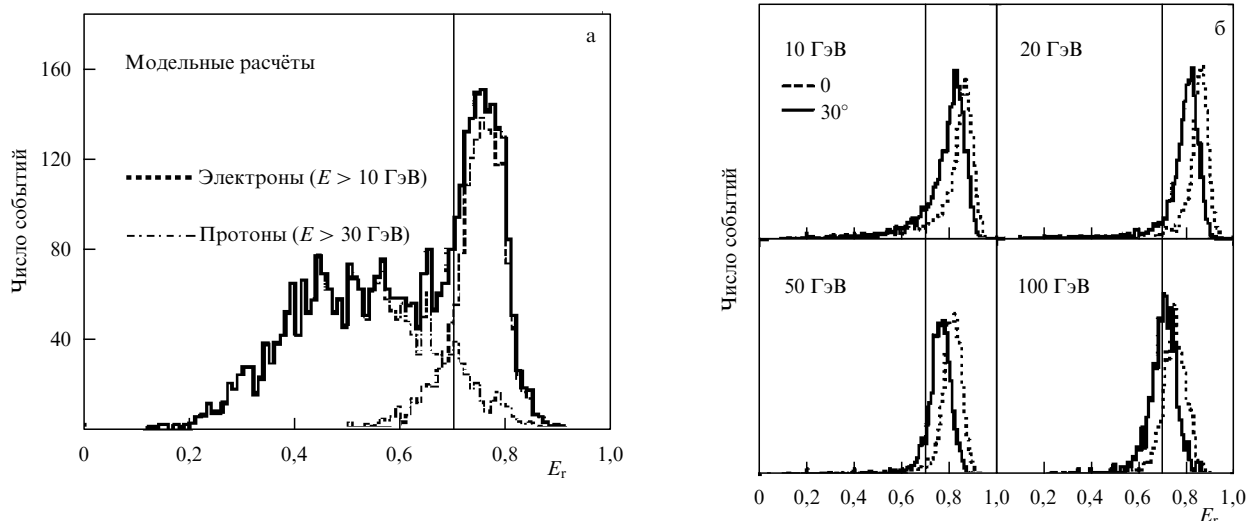 а
Модельные расчёты
Электроны (E > 10 ГэВ)
Протоны (E > 30 ГэВ)
Число событий
160
120
80
40
0
0,2
0,4
0,6
0,8
1,0
E_r
б
10 ГэВ
0
30°
20 ГэВ
50 ГэВ
100 ГэВ
Число событий
0
0,2
0,4
0,6
0,8
1,0
0,2
0,4
0,6
0,8
1,0
E_r